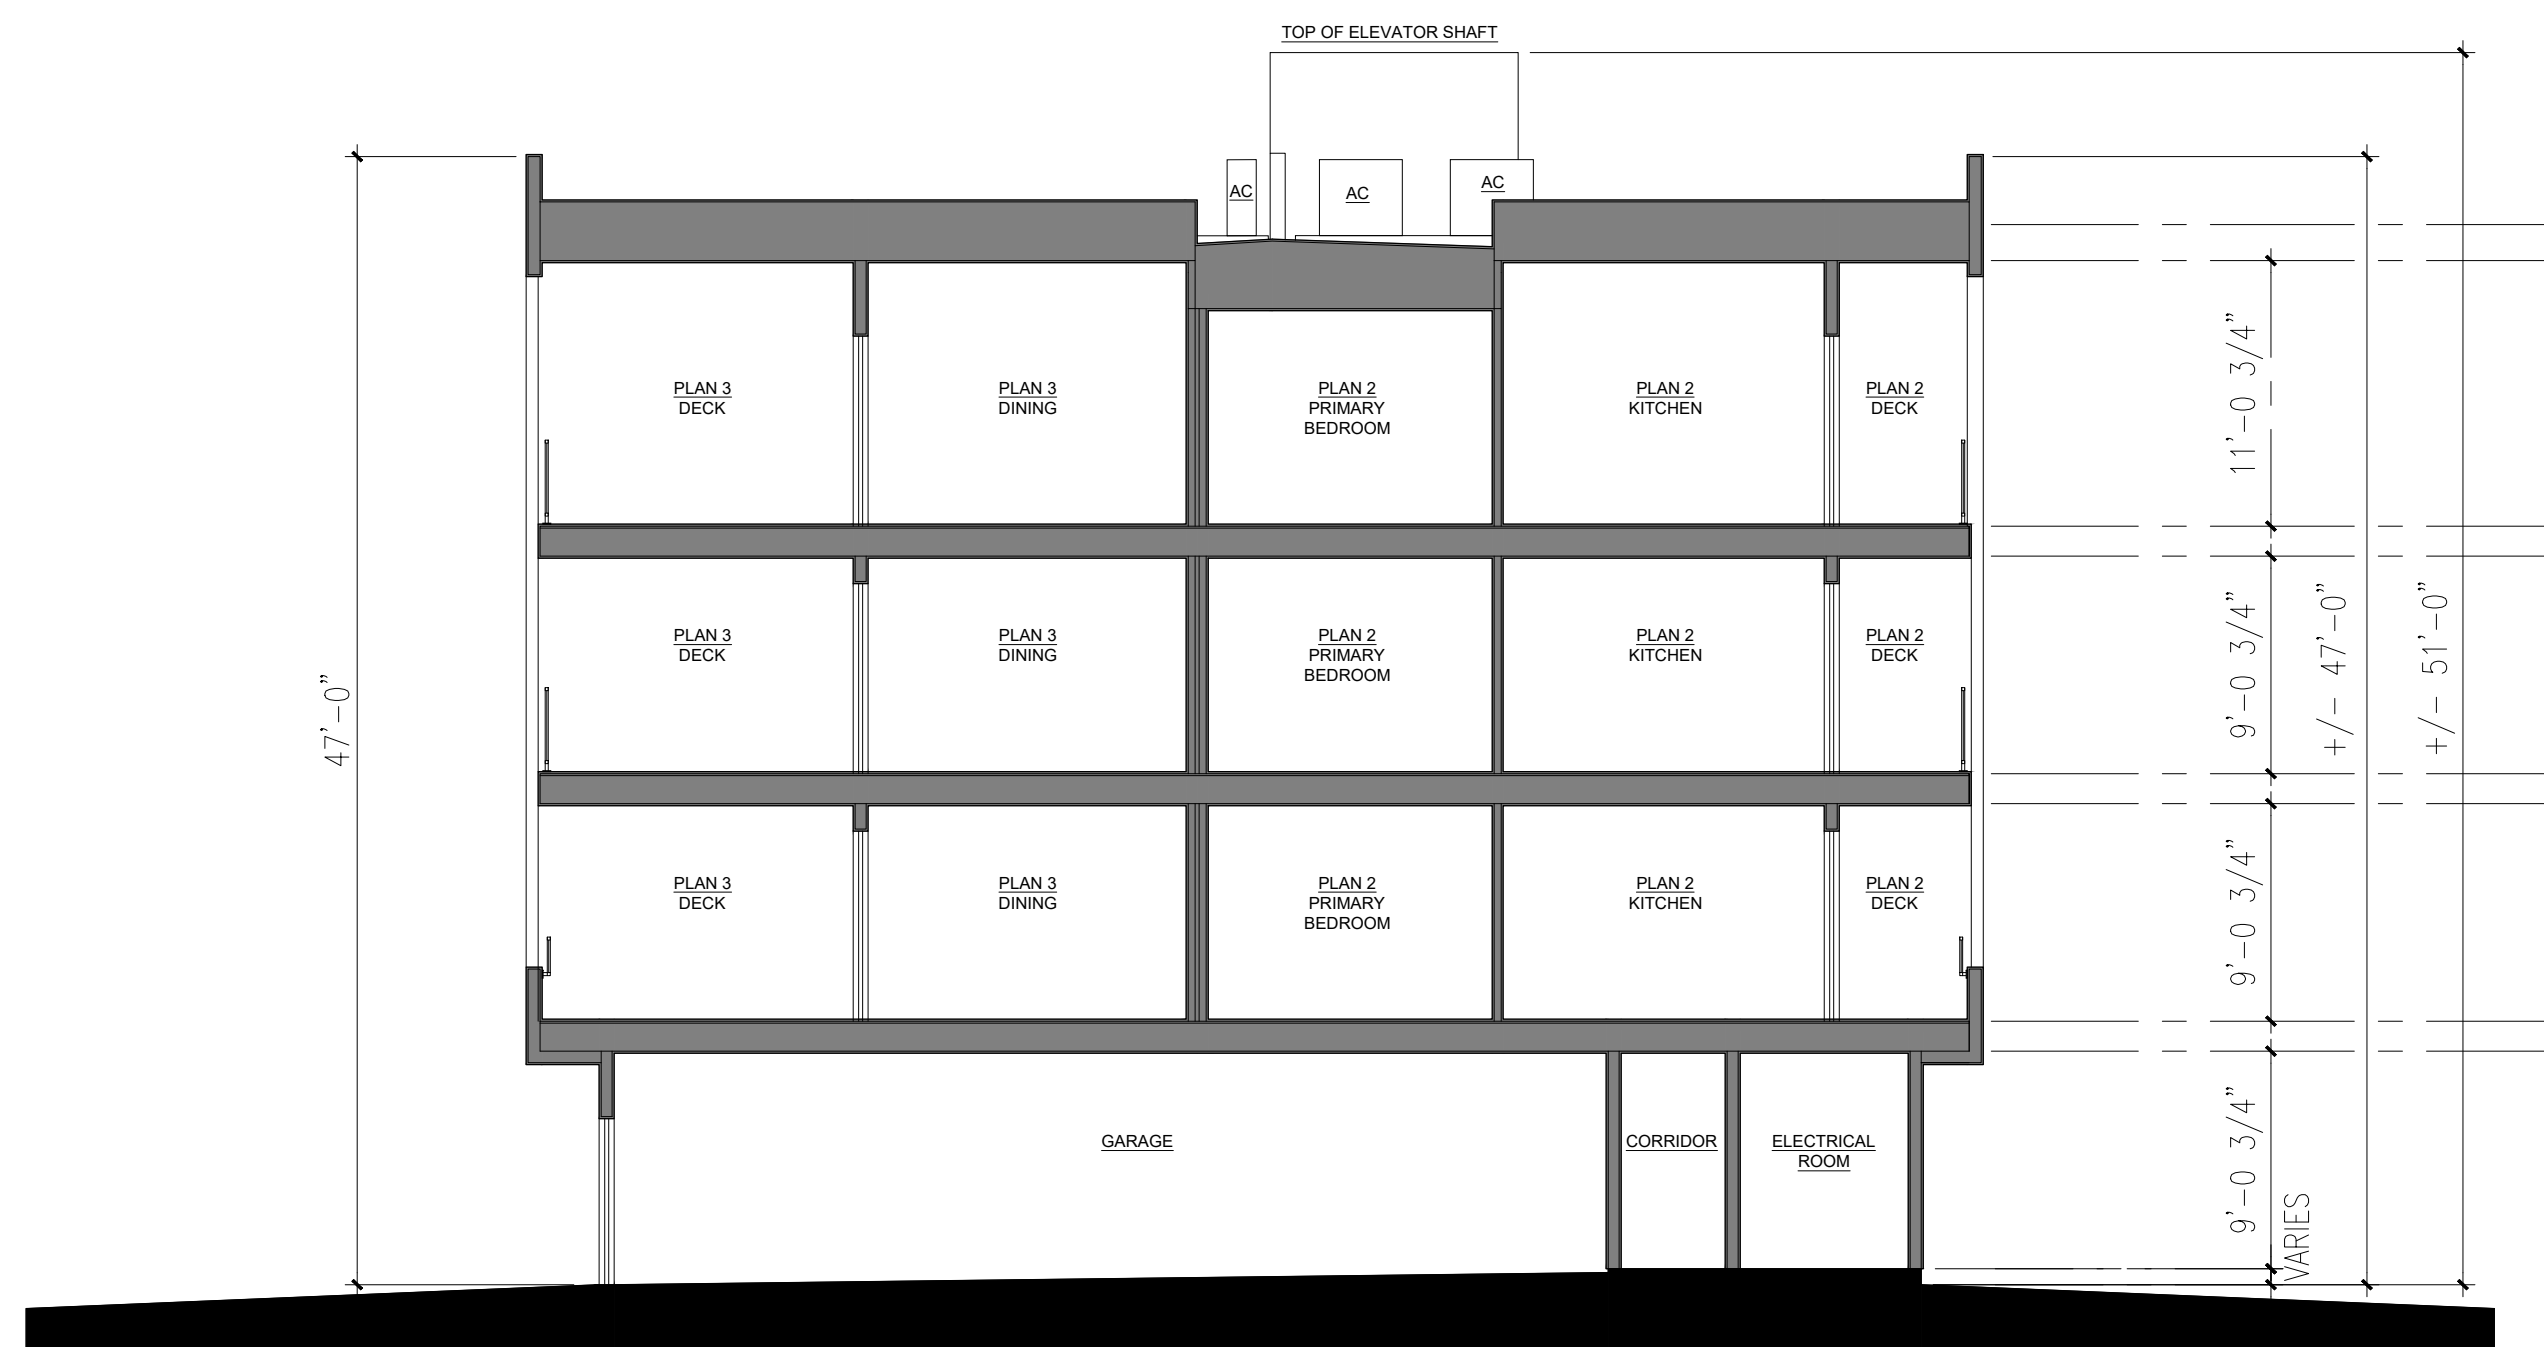 TOP OF ELEVATOR SHAFT
AC
AC
AC
PLAN 3
DECK
PLAN 3
DINING
PLAN 2
PRIMARY
BEDROOM
PLAN 2
KITCHEN
PLAN 2
DECK
PLAN 3
DECK
PLAN 3
DINING
PLAN 2
PRIMARY
BEDROOM
PLAN 2
KITCHEN
PLAN 2
DECK
PLAN 3
DECK
PLAN 3
DINING
PLAN 2
PRIMARY
BEDROOM
PLAN 2
KITCHEN
PLAN 2
DECK
GARAGE
CORRIDOR
ELECTRICAL
ROOM
47'-0"
11'-0 3/4"
9'-0 3/4"
9'-0 3/4"
9'-0 3/4"
VARIES
+/- 47'-0"
+/- 51'-0"